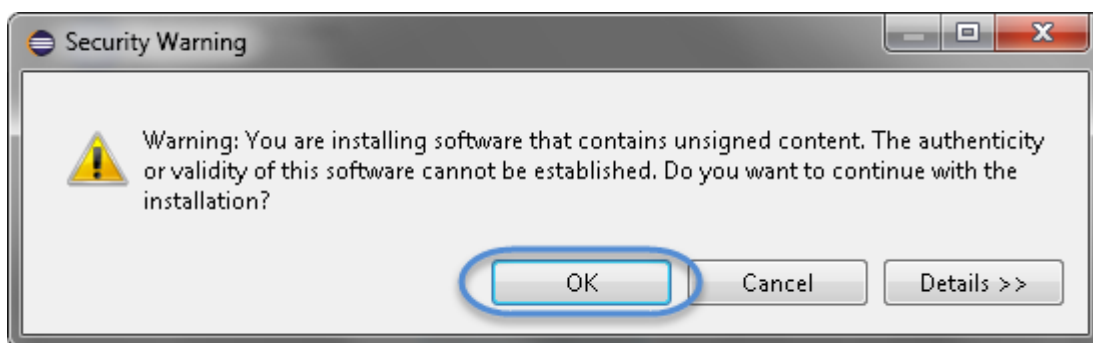 Security Warning
Warning: You are installing software that contains unsigned content. The authenticity
or validity of this software cannot be established. Do you want to continue with the
installation?
OK
Cancel
Details >>